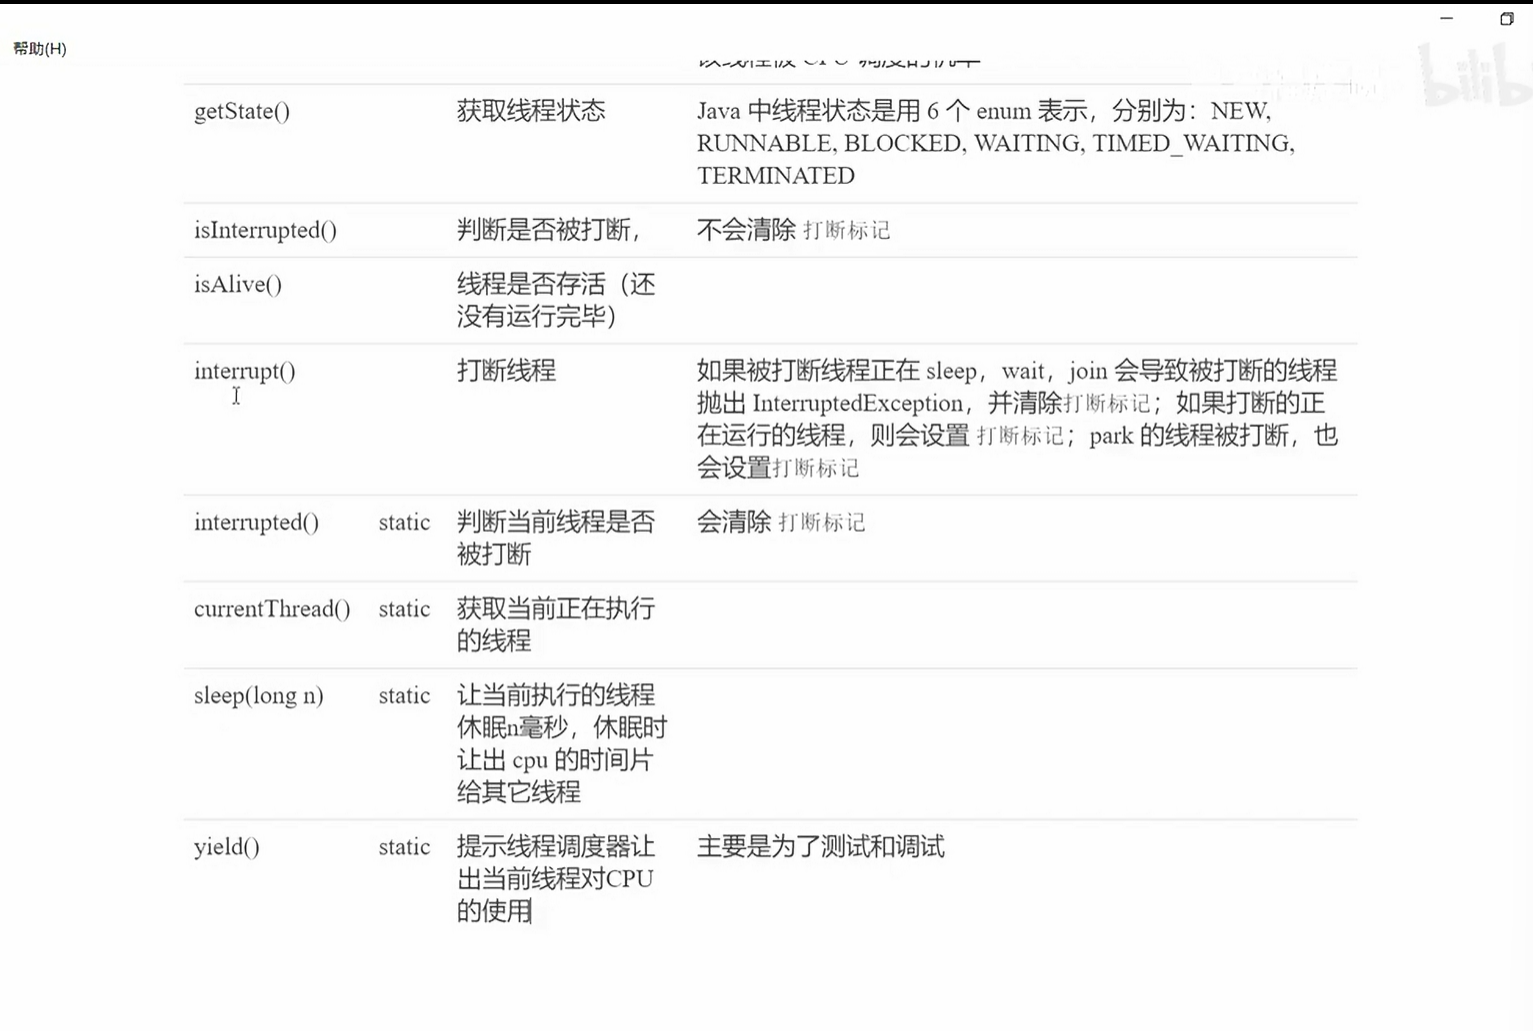 帮助(H)
getState() 获取线程状态 Java 中线程状态是用 6 个 enum 表示，分别为：NEW,
RUNNABLE, BLOCKED, WAITING, TIMED_WAITING,
TERMINATED
isInterrupted() 判断是否被打断， 不会清除 打断标记
isAlive() 线程是否存活（还
没有运行完毕）
interrupt() 打断线程 如果被打断线程正在 sleep，wait，join 会导致被打断的线程
抛出 InterruptedException，并清除打断标记；如果打断的正
在运行的线程，则会设置 打断标记；park 的线程被打断，也
会设置打断标记
interrupted() static 判断当前线程是否 会清除 打断标记
被打断
currentThread() static 获取当前正在执行
的线程
sleep(long n) static 让当前执行的线程
休眠n毫秒，休眠时
让出 cpu 的时间片
给其它线程
yield() static 提示线程调度器让 主要是为了测试和调试
出当前线程对CPU
的使用